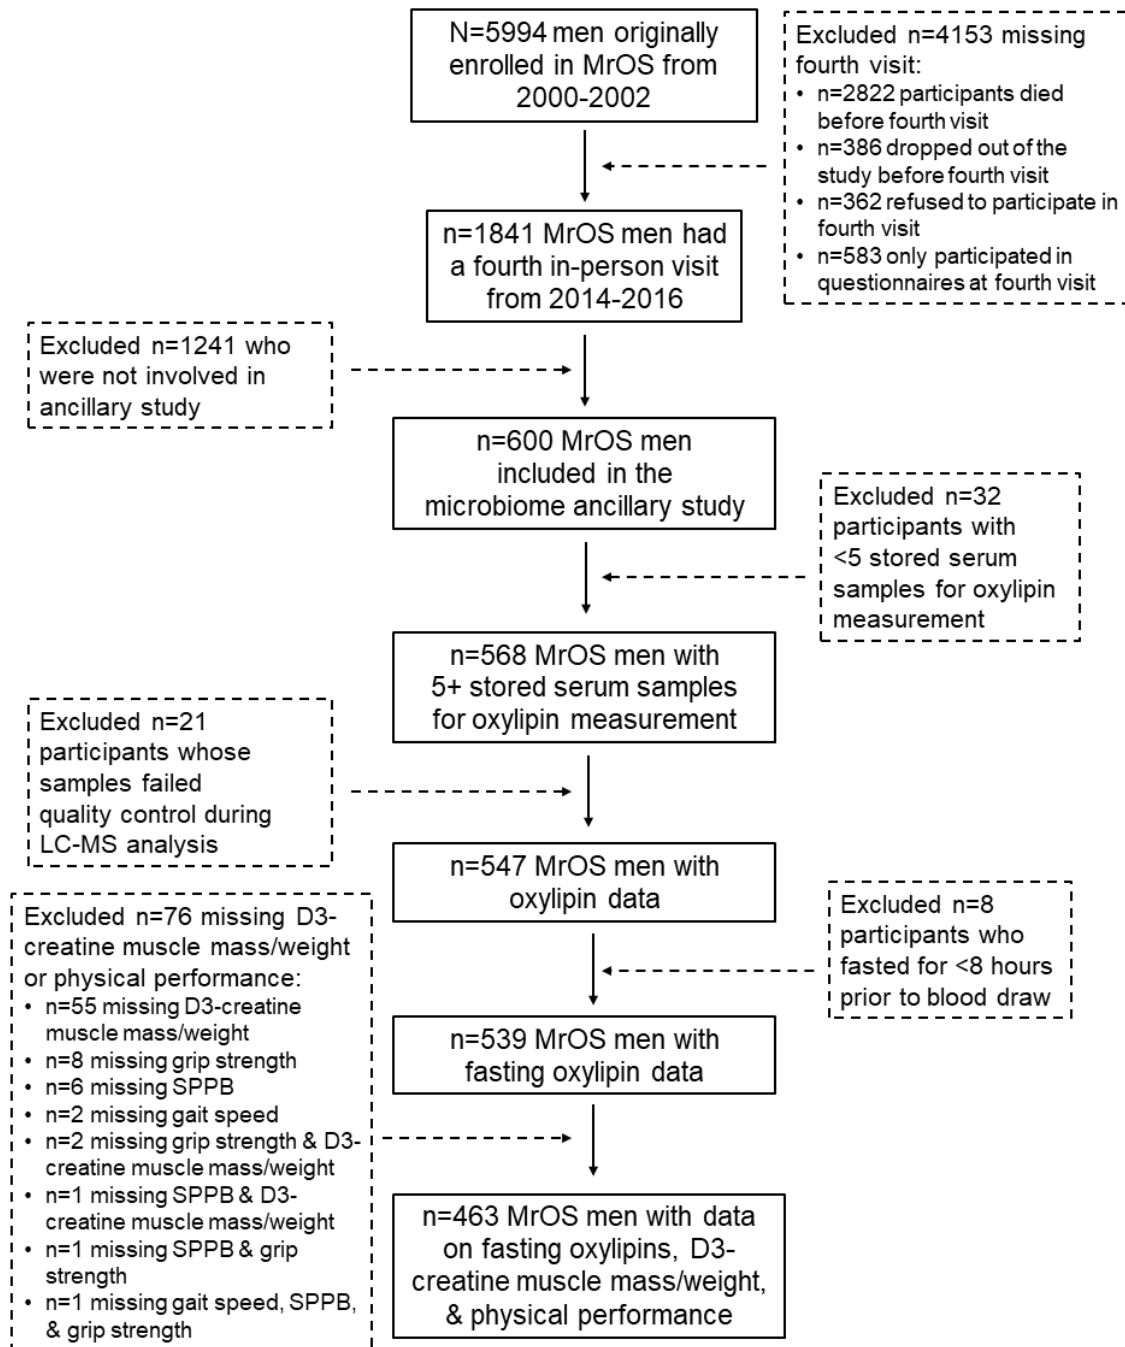 N=5994 men originally
enrolled in MrOS from
2000-2002
Excluded n=4153 missing
fourth visit:
• n=2822 participants died
before fourth visit
• n=386 dropped out of the
study before fourth visit
• n=362 refused to participate in
fourth visit
• n=583 only participated in
questionnaires at fourth visit
n=1841 MrOS men had
a fourth in-person visit
from 2014-2016
Excluded n=1241 who
were not involved in
ancillary study
n=600 MrOS men
included in the
microbiome ancillary study
Excluded n=32
participants with
<5 stored serum
samples for oxylipin
measurement
n=568 MrOS men with
5+ stored serum samples
for oxylipin measurement
Excluded n=21
participants whose
samples failed
quality control during
LC-MS analysis
n=547 MrOS men with
oxylipin data
Excluded n=8
participants who
fasted for <8 hours
prior to blood draw
n=539 MrOS men with
fasting oxylipin data
Excluded n=76 missing D3-
creatine muscle mass/weight
or physical performance:
• n=55 missing D3-creatine
muscle mass/weight
• n=8 missing grip strength
• n=6 missing SPPB
• n=2 missing gait speed
• n=2 missing grip strength & D3-
creatine muscle mass/weight
• n=1 missing SPPB & D3-
creatine muscle mass/weight
• n=1 missing SPPB & grip
strength
• n=1 missing gait speed, SPPB,
& grip strength
n=463 MrOS men with data
on fasting oxylipins, D3-
creatine muscle mass/weight,
& physical performance